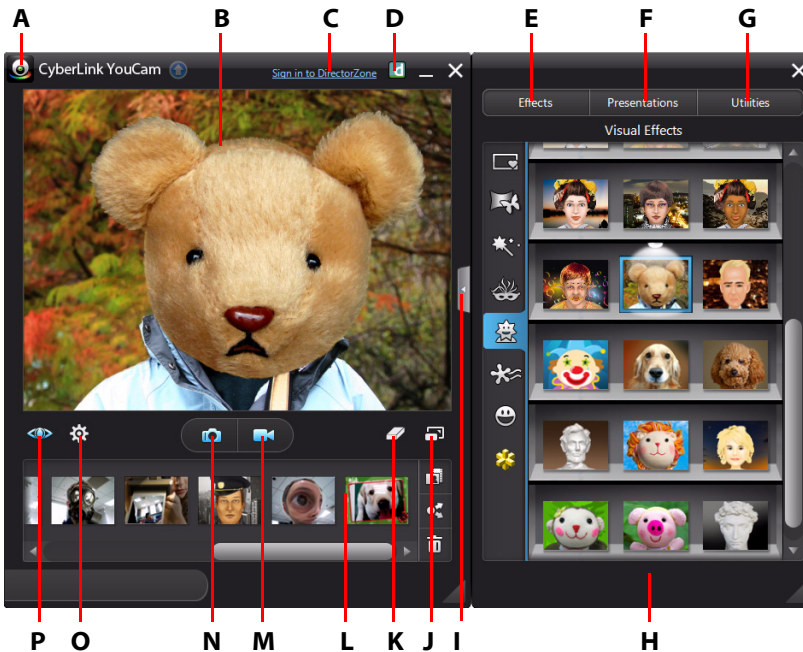 A B C D E F G
CyberLink YouCam Sign in to DirectorZone
Effects Presentations Utilities
Visual Effects
P O N M L K J I H